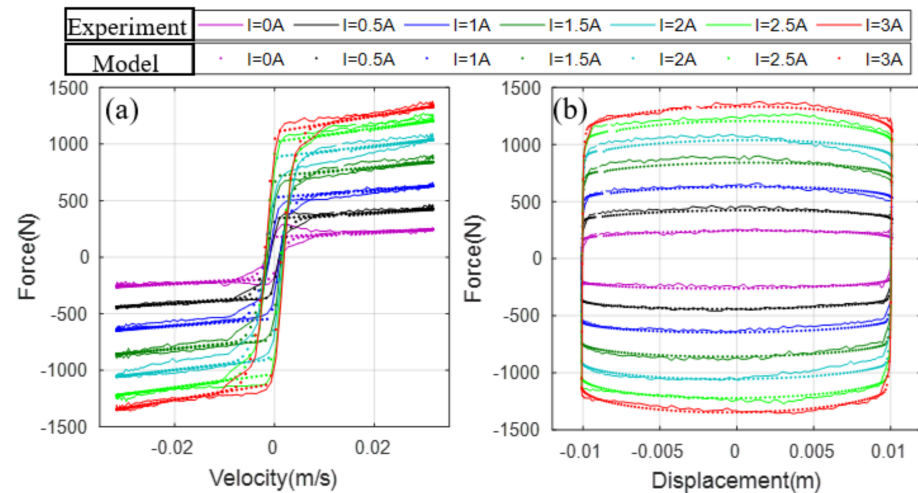 Experiment I=0A I=0.5A I=1A I=1.5A I=2A I=2.5A I=3A
Model I=0A I=0.5A I=1A I=1.5A I=2A I=2.5A I=3A
(a)
1500
1000
500
0
-500
-1000
-1500
Force(N)
-0.02 0 0.02
Velocity(m/s)
(b)
1500
1000
500
0
-500
-1000
-1500
Force(N)
-0.01 -0.005 0 0.005 0.01
Displacement(m)